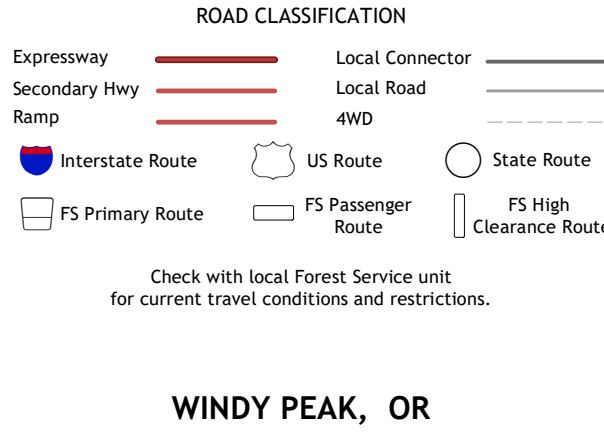 ROAD CLASSIFICATION
Expressway
Local Connector
Secondary Hwy
Local Road
Ramp
4WD
Interstate Route
US Route
State Route
FS Primary Route
FS Passenger
Route
FS High
Clearance Route
Check with local Forest Service unit
for current travel conditions and restrictions.
WINDY PEAK, OR